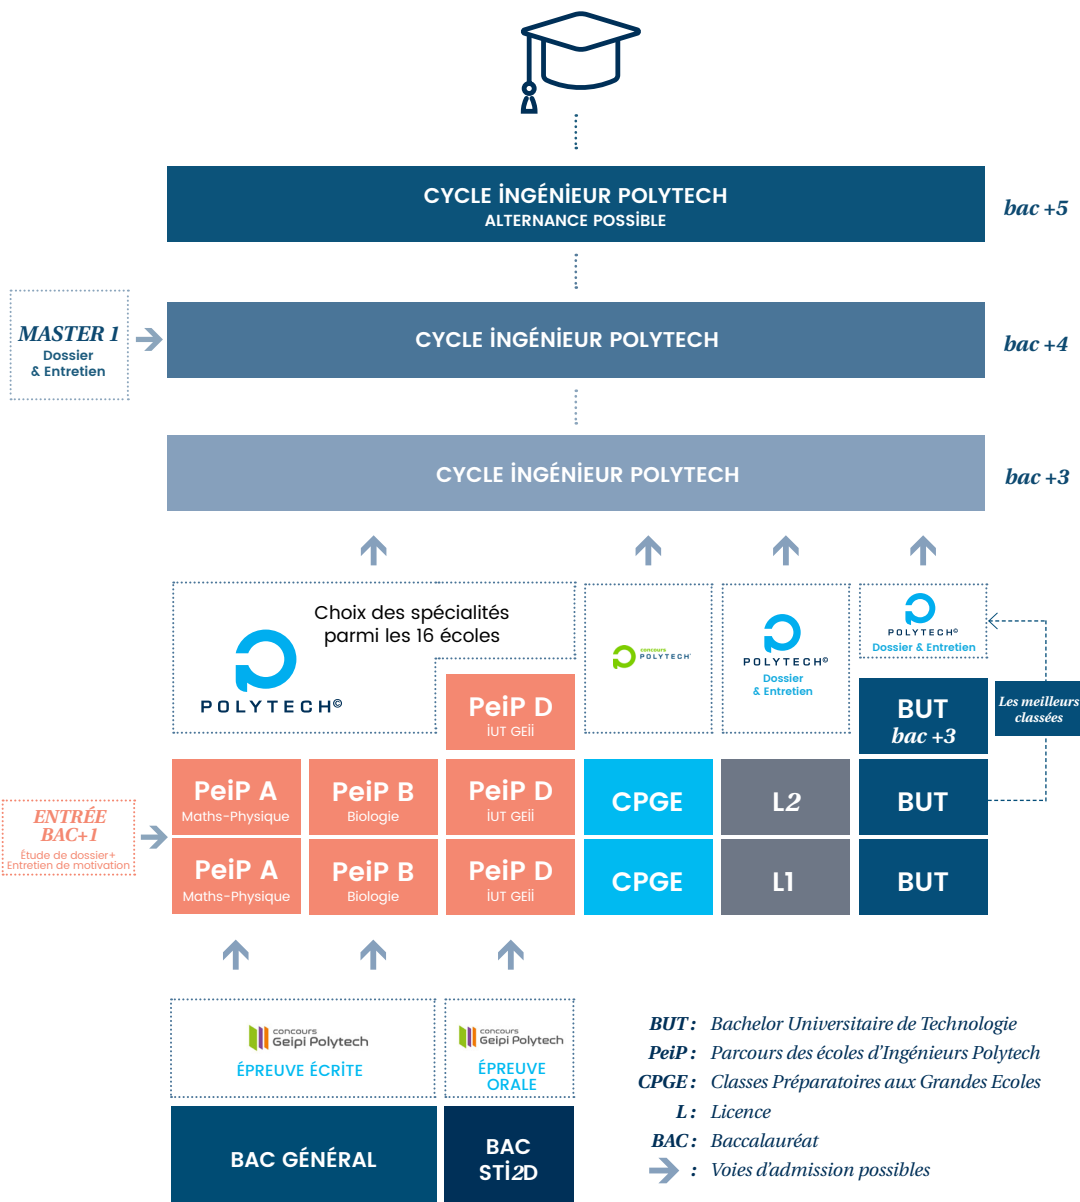 CYCLE iNGÉNiEUR POLYTECH
ALTERNANCE POSSiBLE
bac +5
MASTER 1
Dossier
& Entretien
CYCLE iNGÉNiEUR POLYTECH
bac +4
CYCLE iNGÉNiEUR POLYTECH
bac +3
Choix des spécialités
parmi les 16 écoles
POLYTECH©
concours
POLYTECH
POLYTECH©
Dossier
& Entretien
POLYTECH©
Dossier & Entretien
PeiP D
iUT GEii
BUT
bac +3
Les meilleurs
classées
ENTRÉE
BAC+1
Étude de dossier+
Entretien de motivation
PeiP A
Maths-Physique
PeiP B
Biologie
PeiP D
iUT GEii
CPGE
L2
BUT
PeiP A
Maths-Physique
PeiP B
Biologie
PeiP D
iUT GEii
CPGE
L1
BUT
concours
Geipi Polytech
ÉPREUVE ÉCRITE
concours
Geipi Polytech
ÉPREUVE
ORALE
BAC GÉNÉRAL
BAC
STi2D
BUT : Bachelor Universitaire de Technologie
PeiP : Parcours des écoles d'Ingénieurs Polytech
CPGE : Classes Préparatoires aux Grandes Ecoles
L : Licence
BAC : Baccalauréat
: Voies d'admission possibles